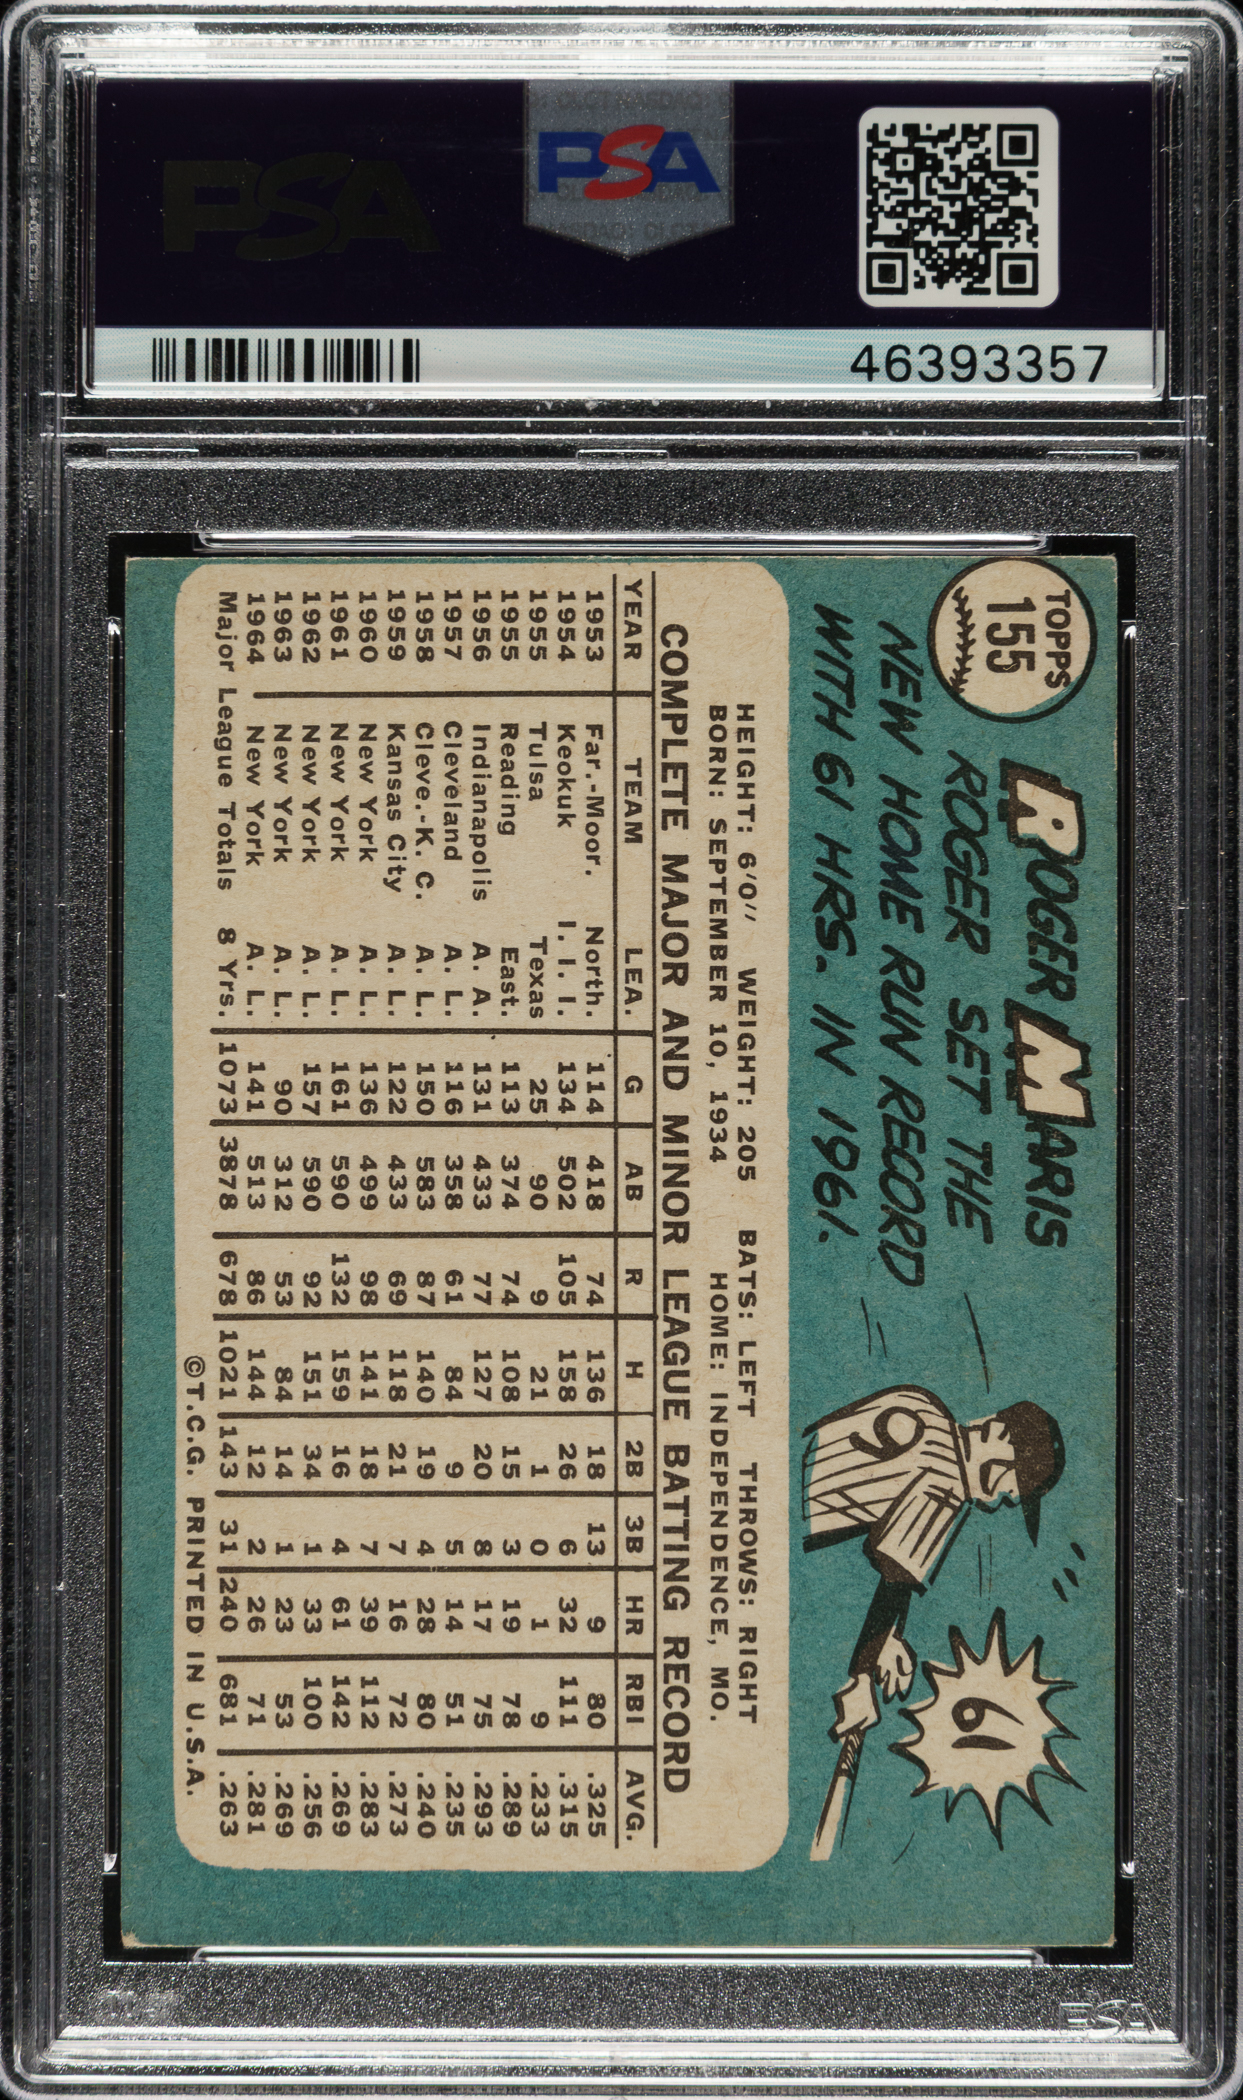 PSA
PSA
46393357
TOPPS
155
ROGER MARIS
ROGER SET THE
NEW HOME RUN RECORD
WITH 61 HRS. IN 1961.
9
61
HEIGHT: 6'0" WEIGHT: 205 BATS: LEFT THROWS: RIGHT
BORN: SEPTEMBER 10, 1934 HOME: INDEPENDENCE, MO.
COMPLETE MAJOR AND MINOR LEAGUE BATTING RECORD
YEAR TEAM LEA. G AB R H 2B 3B HR RBI AVG.
1953 Far.-Moor. North. 114 418 74 136 18 13 9 80 .325
1954 Keokuk I. I. I. 134 502 105 158 26 6 32 111 .315
1955 Tulsa Texas 25 90 9 21 1 0 1 9 .233
1955 Reading East. 113 374 74 108 15 3 19 78 .289
1956 Indianapolis A. A. 131 433 77 127 20 8 17 75 .293
1957 Cleveland A. L. 116 358 61 84 9 5 14 51 .235
1958 Cleve.-K. C. A. L. 150 583 87 140 19 4 28 80 .240
1959 Kansas City A. L. 122 433 69 118 21 7 16 72 .273
1960 New York A. L. 136 499 98 141 18 7 39 112 .283
1961 New York A. L. 161 590 132 159 16 4 61 142 .269
1962 New York A. L. 157 590 92 151 34 1 33 100 .256
1963 New York A. L. 90 312 53 84 14 1 23 53 .269
1964 New York A. L. 141 513 86 144 12 2 26 71 .281
Major League Totals 8 Yrs. 1073 3878 678 1021 143 31 240 681 .263
©T.C.G. PRINTED IN U.S.A.
PSA